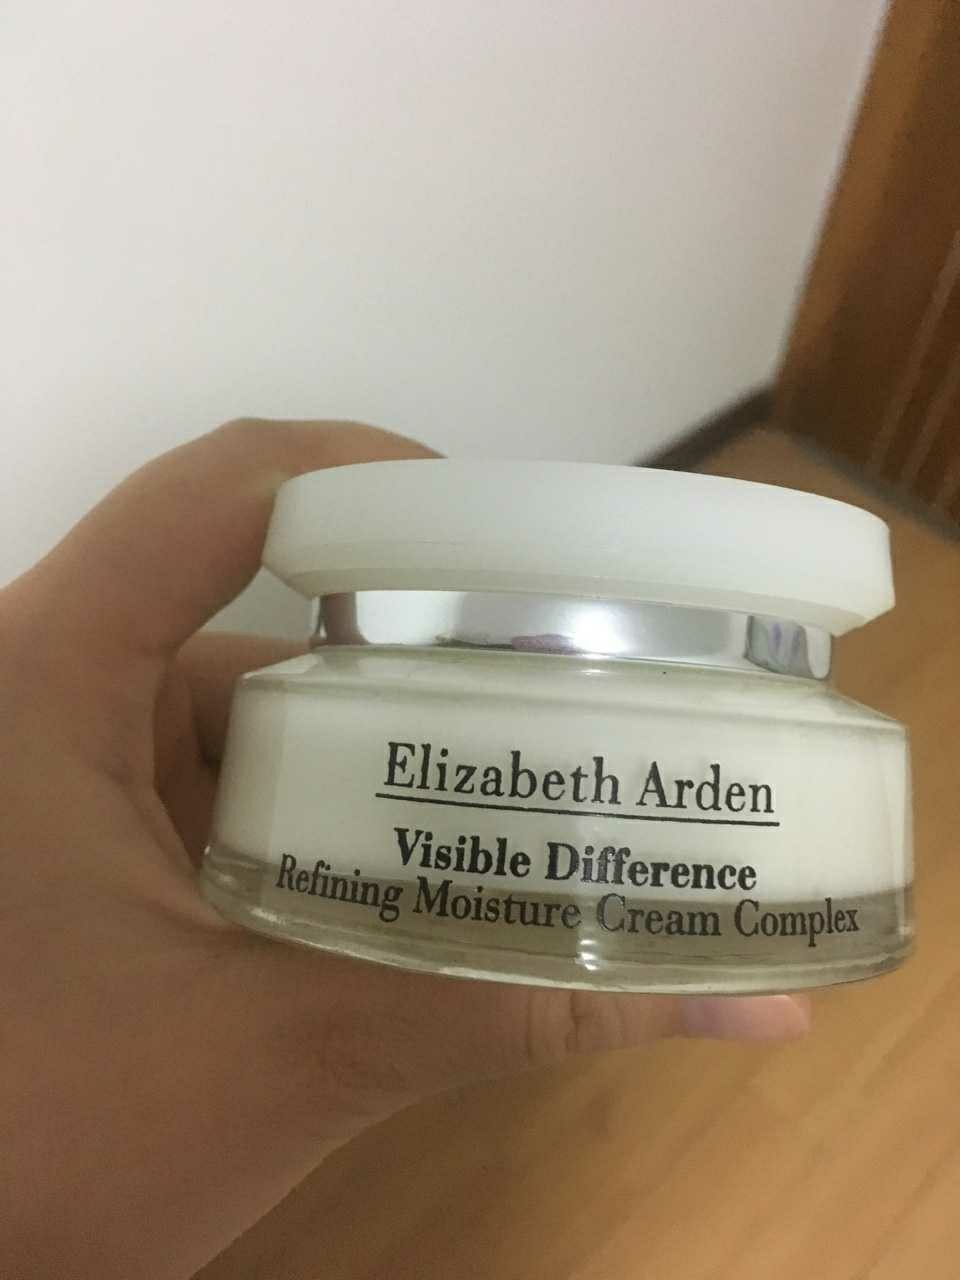 Elizabeth Arden
Visible Difference
Refining Moisture Cream Complex